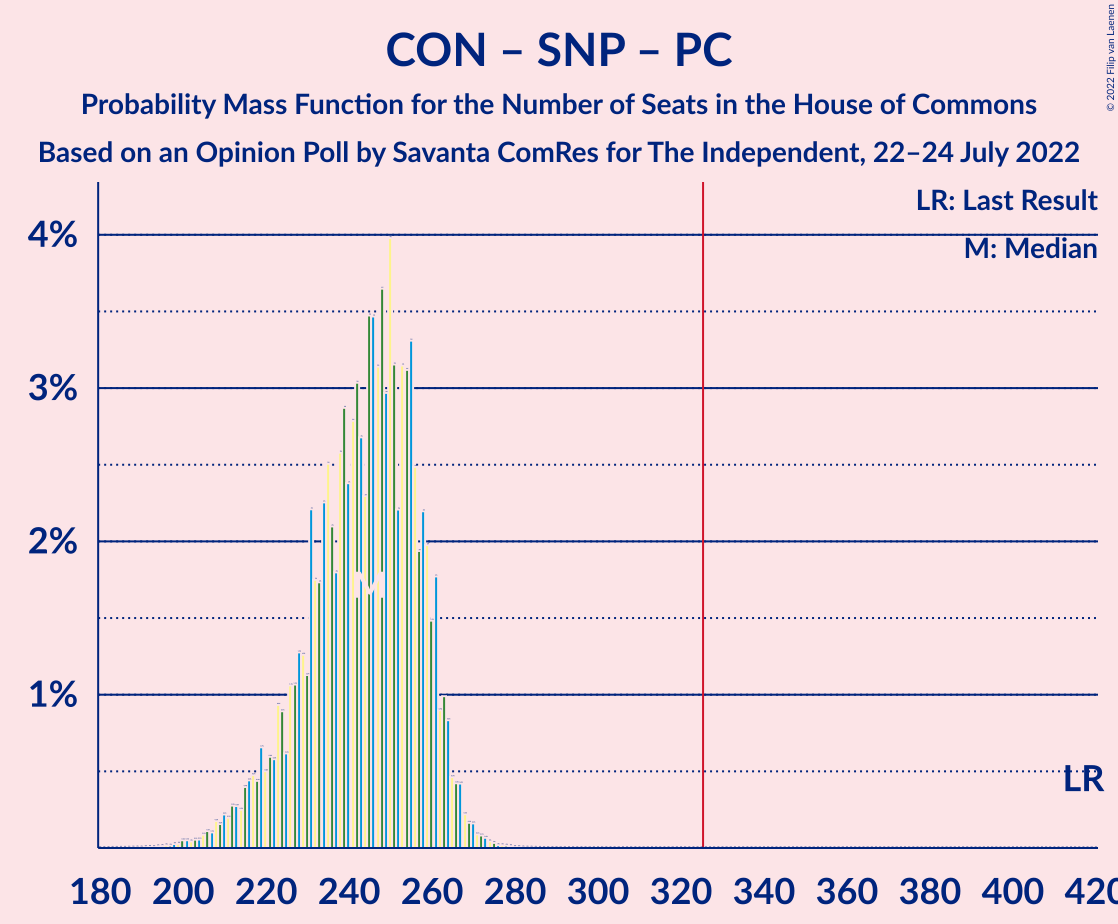 CON – SNP – PC
Probability Mass Function for the Number of Seats in the House of Commons
Based on an Opinion Poll by Savanta ComRes for The Independent, 22–24 July 2022
© 2022 Filip van Laenen
LR: Last Result
M: Median
4%
3%
2%
1%
M
LR
180 200 220 240 260 280 300 320 340 360 380 400 420